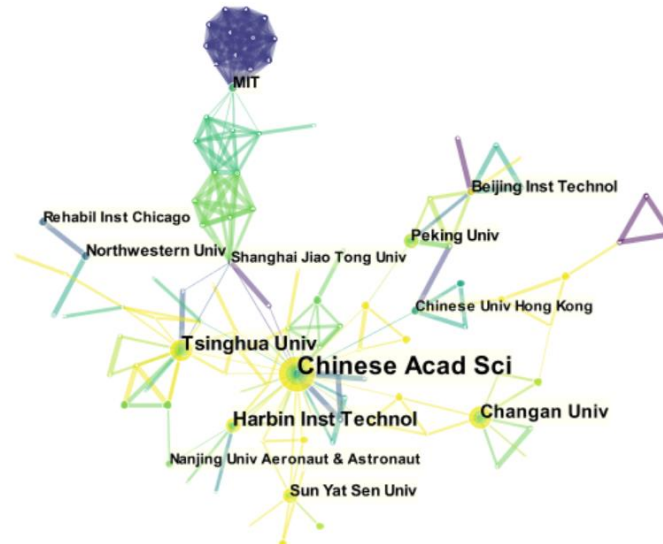 MIT
Beijing Inst Technol
Rehabil Inst Chicago
Peking Univ
Northwestern Univ
Shanghai Jiao Tong Univ
Chinese Univ Hong Kong
Tsinghua Univ
Chinese Acad Sci
Changan Univ
Harbin Inst Technol
Nanjing Univ Aeronaut & Astronaut
Sun Yat Sen Univ